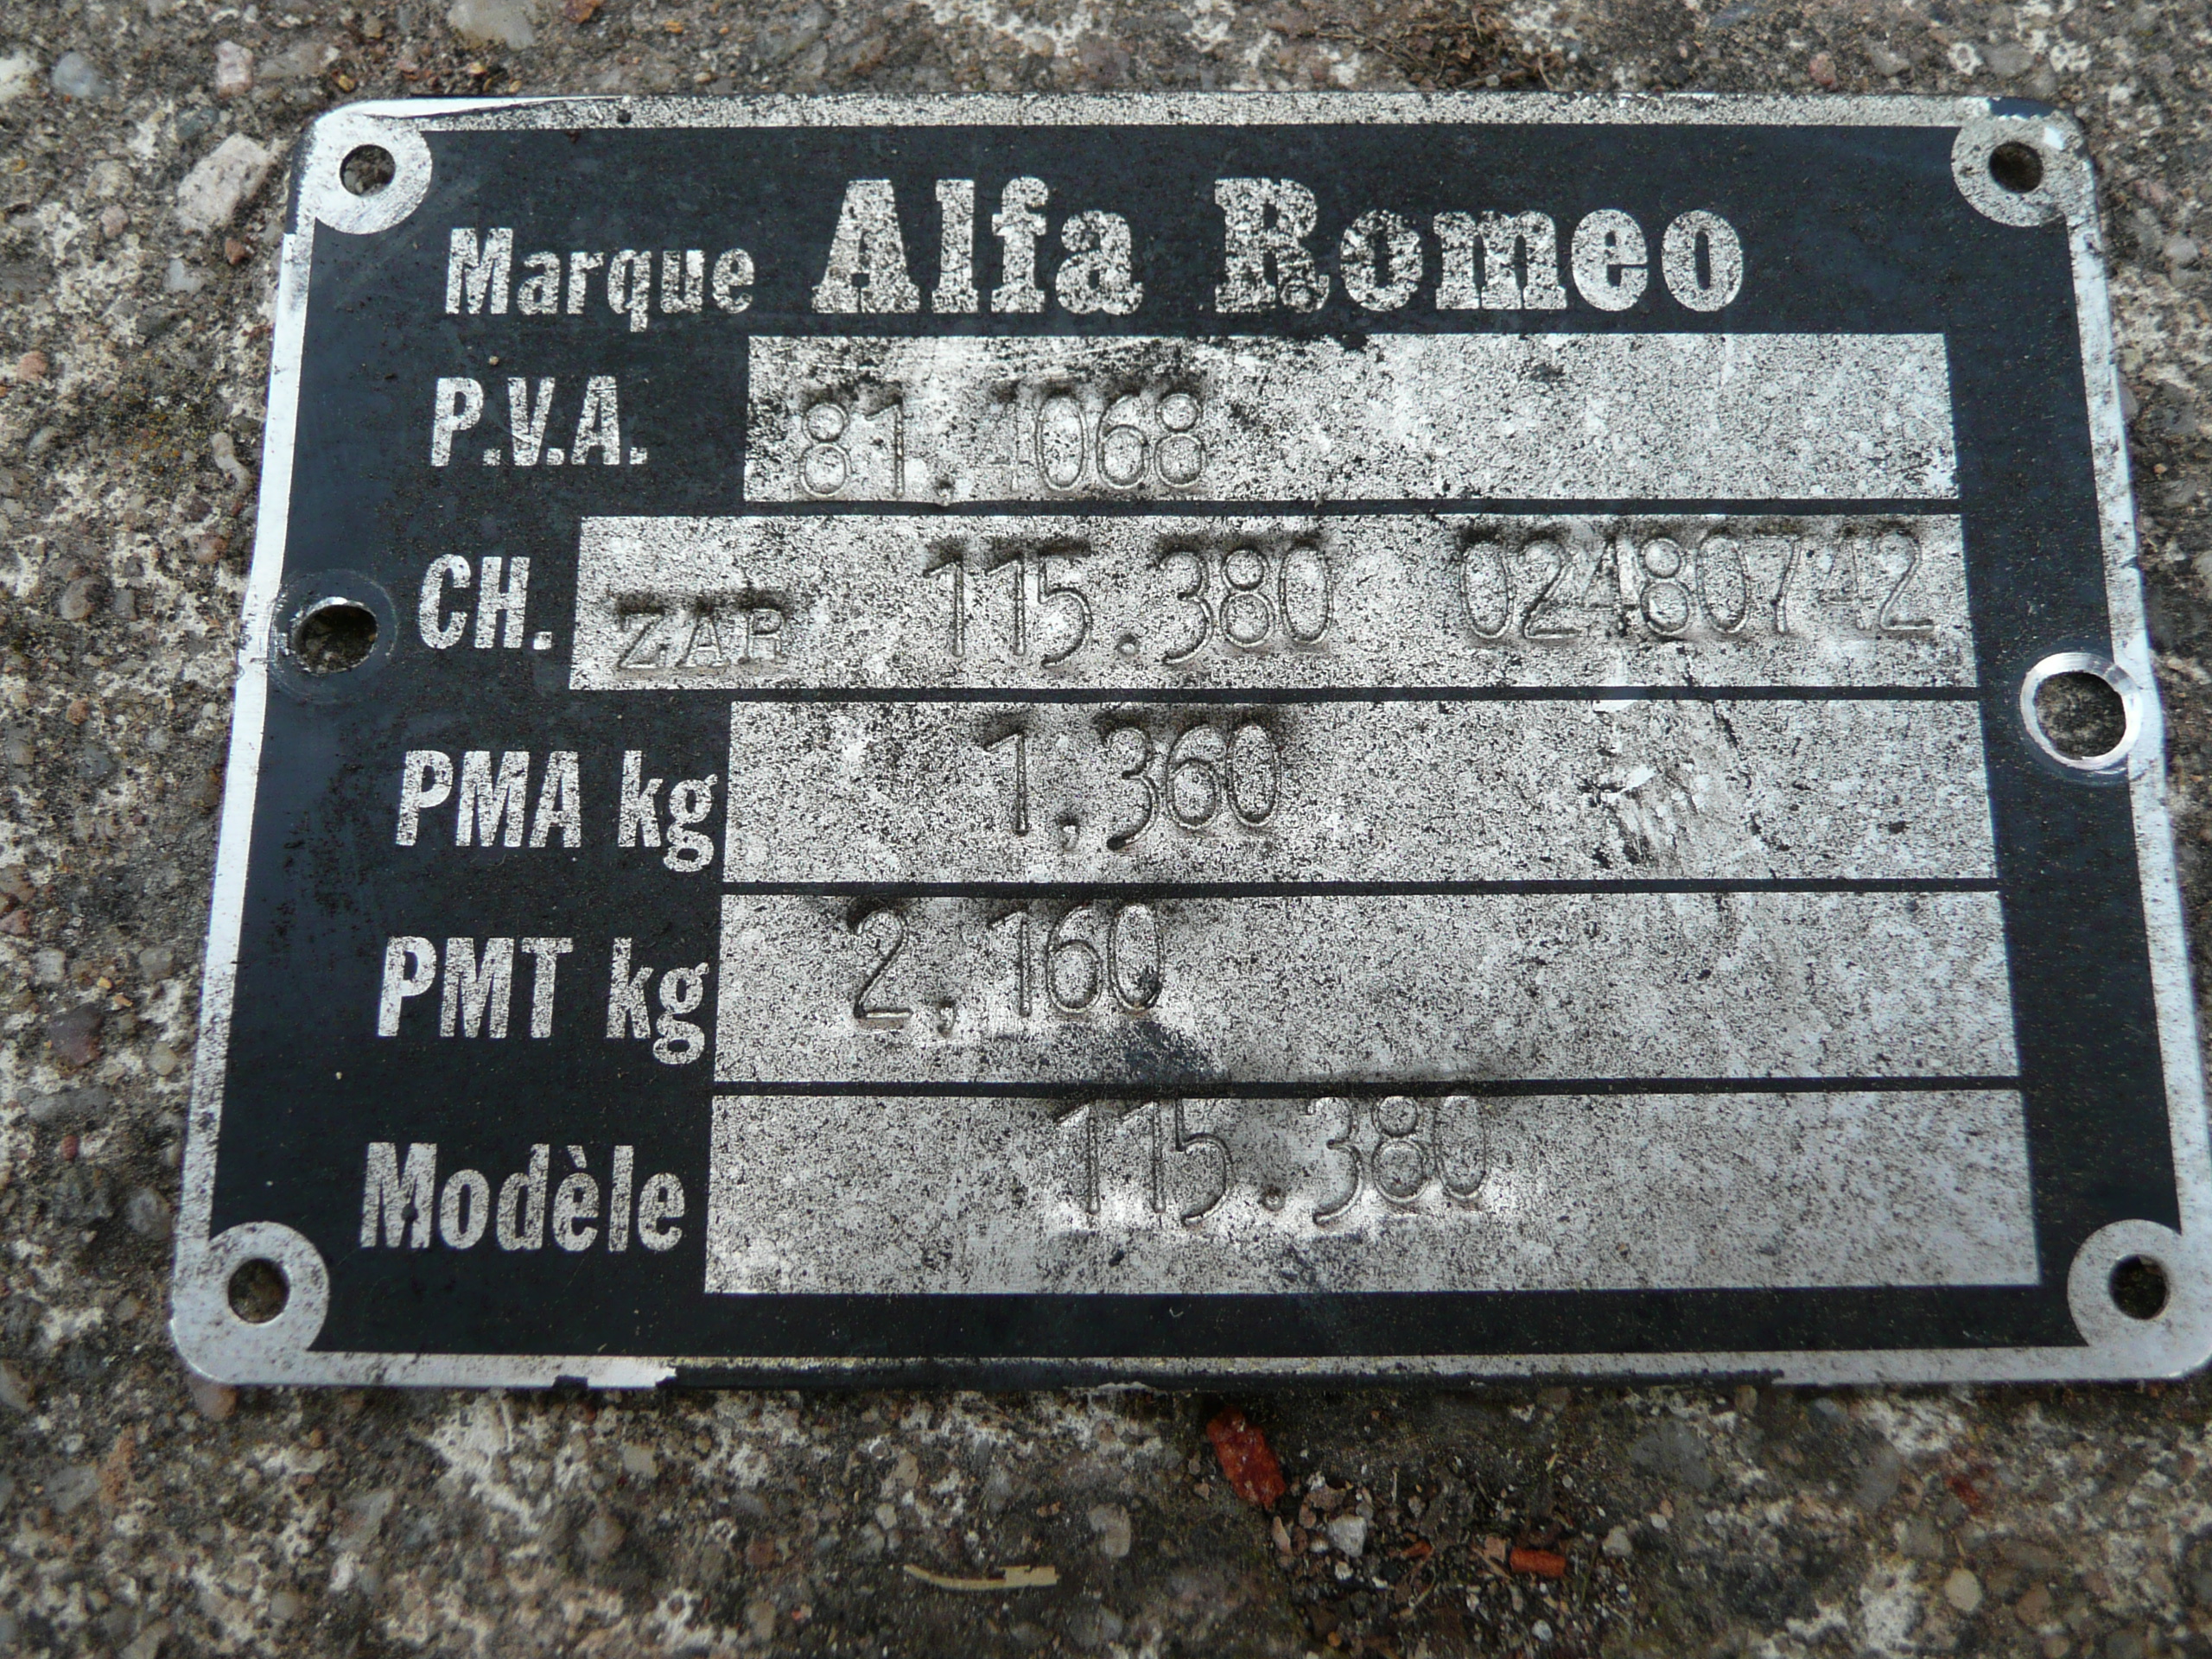 Marque Alfa Romeo
P.V.A. 81.4068
CH. ZAR 115.380 02480742
PMA kg 1,360
PMT kg 2,160
Modèle 115.380